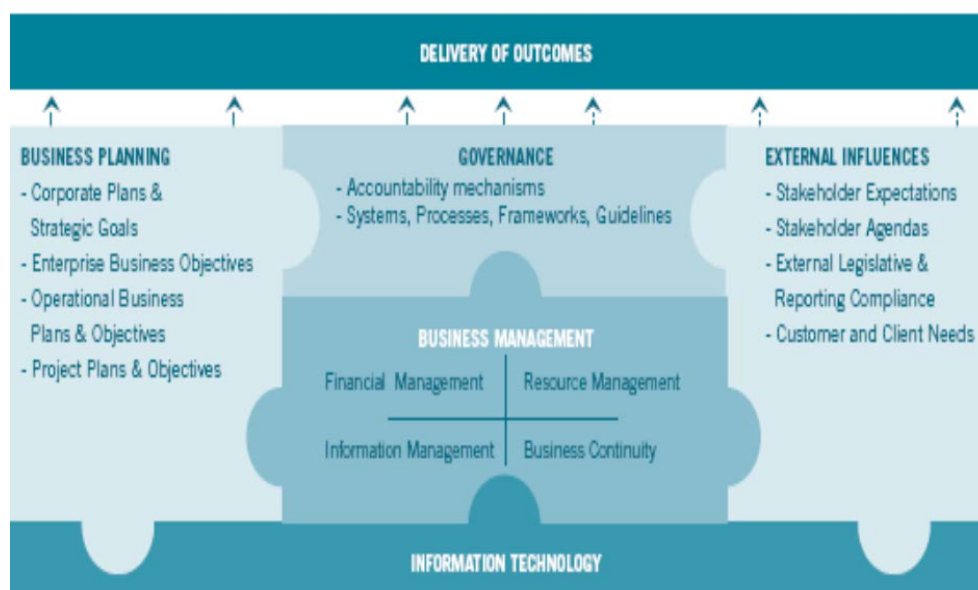 DELIVERY OF OUTCOMES
BUSINESS PLANNING
- Corporate Plans &
Strategic Goals
- Enterprise Business Objectives
- Operational Business
Plans & Objectives
- Project Plans & Objectives
GOVERNANCE
- Accountability mechanisms
- Systems, Processes, Frameworks, Guidelines
BUSINESS MANAGEMENT
Financial Management
Resource Management
Information Management
Business Continuity
EXTERNAL INFLUENCES
- Stakeholder Expectations
- Stakeholder Agendas
- External Legislative &
Reporting Compliance
- Customer and Client Needs
INFORMATION TECHNOLOGY